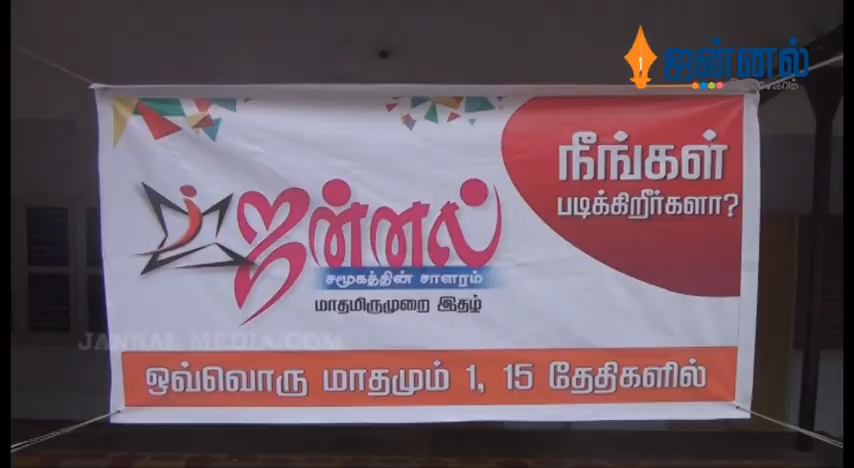 ஜன்னல்
நீங்கள்
படிக்கிறீர்களா?
ஜன்னல்
சமூகத்தின் சாளரம்
மாதமிருமுறை இதழ்
JANNAL MEDIA.COM
ஒவ்வொரு மாதமும் 1, 15 தேதிகளில்